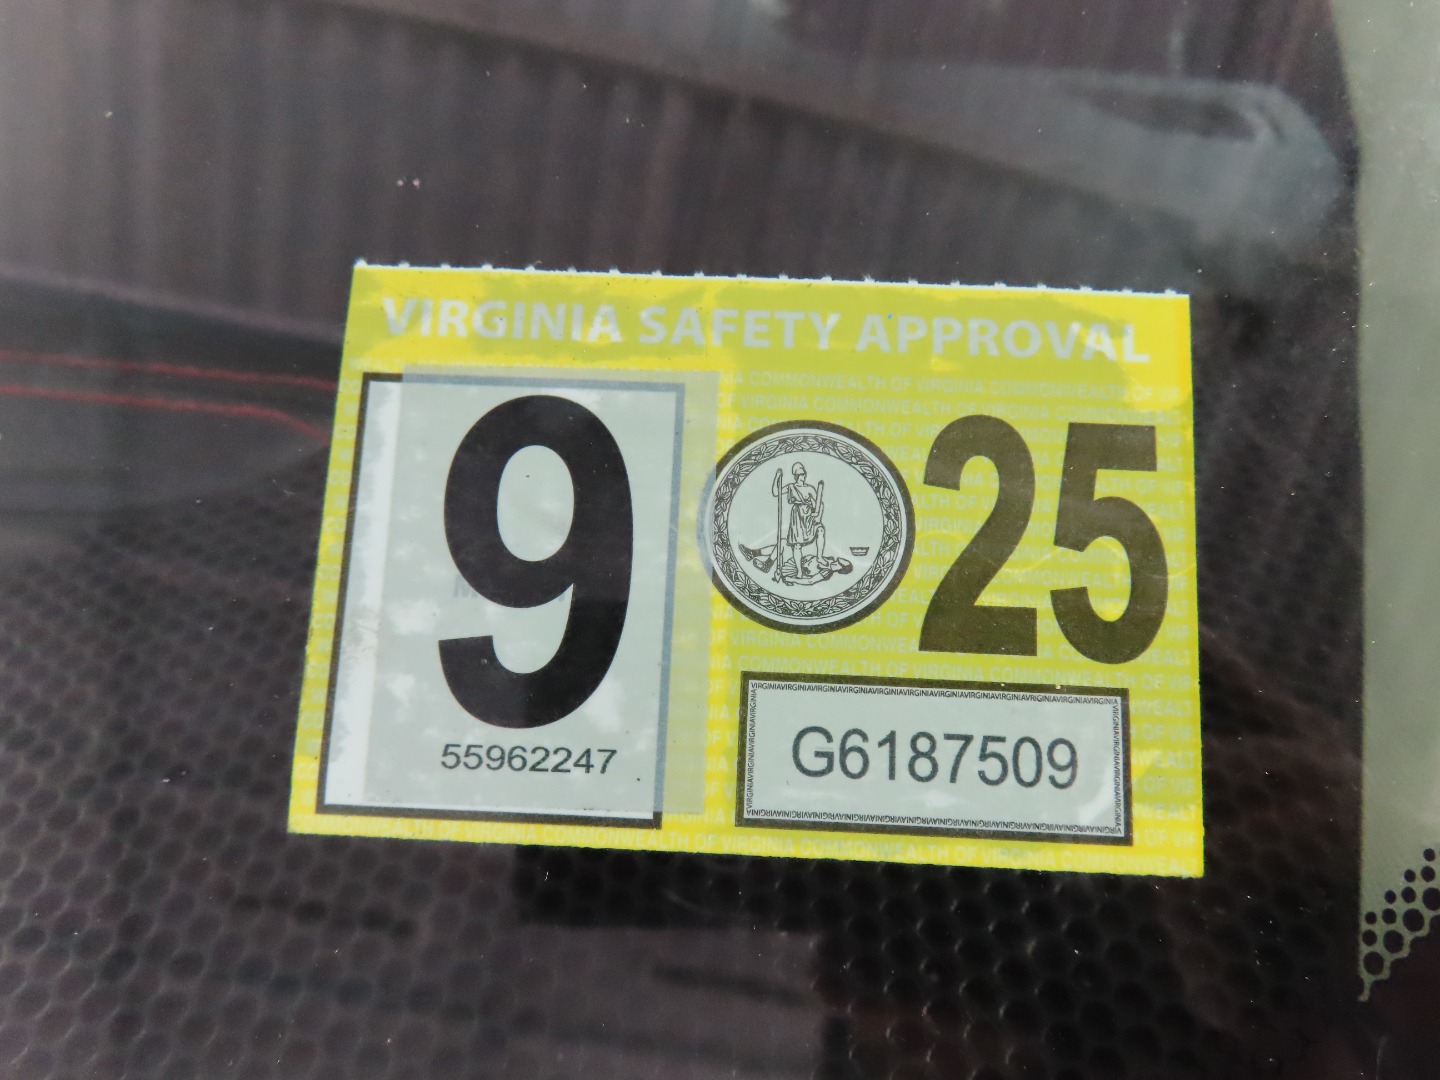 VIRGINIA SAFETY APPROVAL
9
25
55962247
G6187509